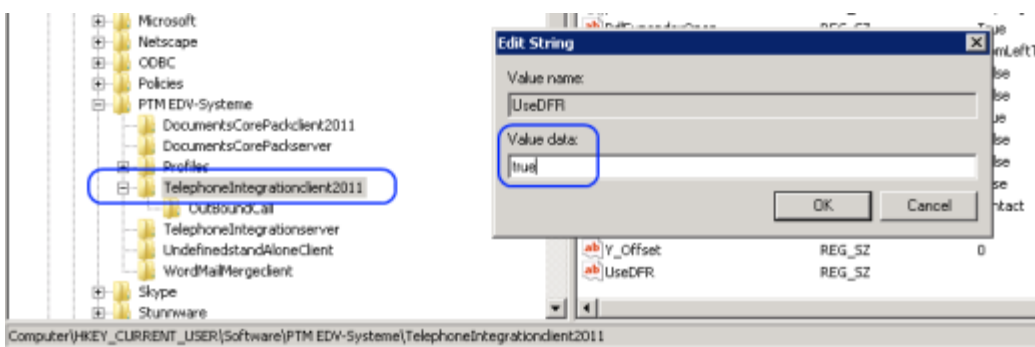 Microsoft
Netscape
ODBC
Policies
PTM EDV-Systeme
DocumentsCorePackclient2011
DocumentsCorePackserver
Profiles
TelephoneIntegrationclient2011
OutBoundCall
TelephoneIntegrationserver
UndefinedstandAloneClient
WordMailMergeclient
Skype
Stunnware
Edit String
Value name:
UseDFR
Value data:
true
OK
Cancel
Y_Offset REG_SZ 0
UseDFR REG_SZ
Computer\HKEY_CURRENT_USER\Software\PTM EDV-Systeme\TelephoneIntegrationclient2011